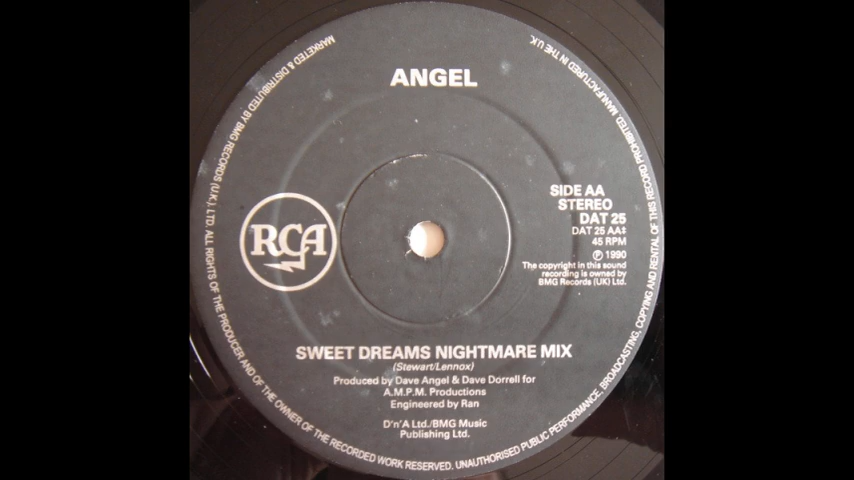 ANGEL
SIDE AA
STEREO
DAT 25
DAT 25 AA‡
45 RPM
℗ 1990
The copyright in this sound
recording is owned by
BMG Records (UK) Ltd.
RCA
SWEET DREAMS NIGHTMARE MIX
(Stewart/Lennox)
Produced by Dave Angel & Dave Dorrell for
A.M.P.M. Productions
Engineered by Ran
D'n'A Ltd./BMG Music
Publishing Ltd.
MARKETED & DISTRIBUTED BY BMG RECORDS (U.K.) LTD. ALL RIGHTS OF THE PRODUCER AND OF THE OWNER OF THE RECORDED WORK RESERVED. UNAUTHORISED PUBLIC PERFORMANCE, BROADCASTING, COPYING AND RENTAL OF THIS RECORD PROHIBITED. MANUFACTURED IN THE U.K.